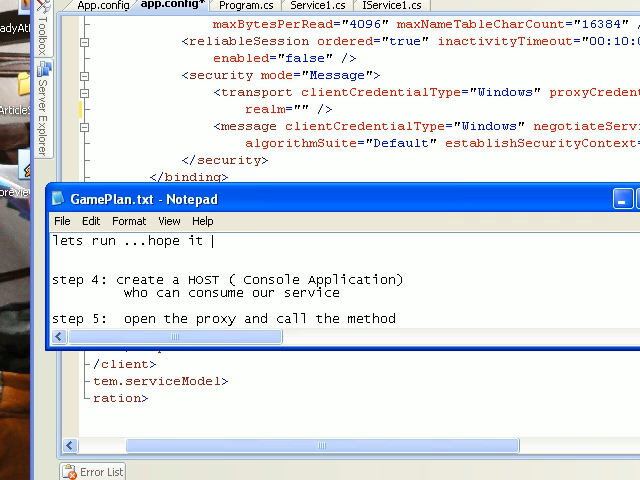 App.config
app.config*
Program.cs
Service1.cs
IService1.cs
Toolbox
Server Explorer
maxBytesPerRead="4096" maxNameTableCharCount="16384" /
<reliableSession ordered="true" inactivityTimeout="00:10:0
enabled="false" />
<security mode="Message">
<transport clientCredentialType="Windows" proxyCredent
realm="" />
<message clientCredentialType="Windows" negotiateServi
algorithmSuite="Default" establishSecurityContext=
</security>
</binding>
GamePlan.txt - Notepad
File Edit Format View Help
lets run ...hope it
step 4: create a HOST ( Console Application)
who can consume our service
step 5: open the proxy and call the method
/client>
tem.serviceModel>
ration>
Error List